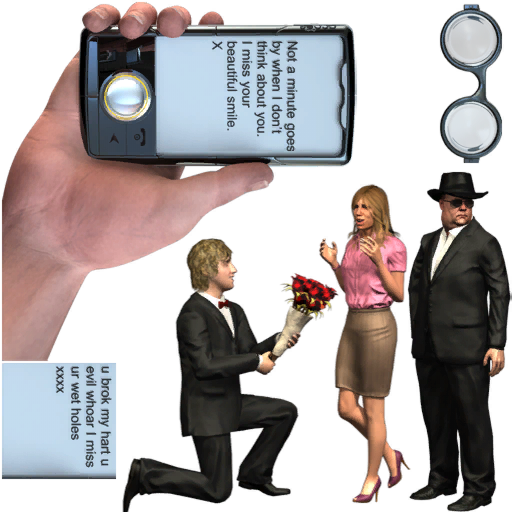 Not a minute goes
by when I don't
think about you.
I miss your
beautiful smile.
X
u brok my hart u
evil whoar I miss
ur wet holes
xxxx